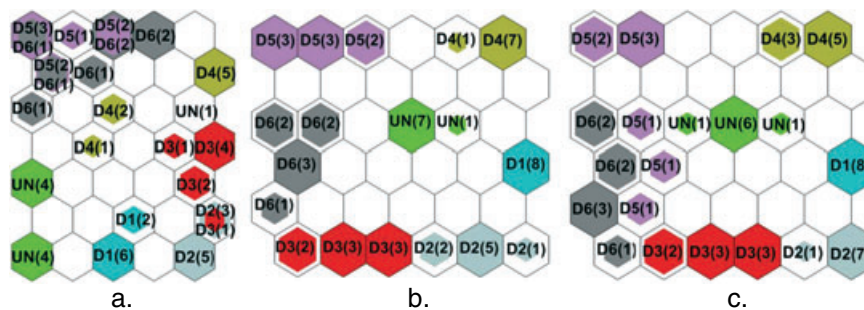 D5(3) D5(1) D5(2) D6(2)
D6(1) D6(2)
D4(5)
D5(2) D6(1)
D6(1)
D6(1) D4(2) UN(1)
D4(1) D3(1) D3(4)
UN(4) D3(2)
D1(2) D2(3)
D3(1)
UN(4) D1(6) D2(5)
a.
D5(3) D5(3) D5(2) D4(1) D4(7)
D6(2) D6(2) UN(7) UN(1)
D6(3) D1(8)
D6(1)
D3(2) D3(3) D3(3) D2(2) D2(5) D2(1)
b.
D5(2) D5(3) D4(3) D4(5)
D6(2) D5(1) UN(1) UN(6) UN(1)
D6(2) D5(1) D1(8)
D6(3) D5(1)
D6(1) D3(2) D3(3) D3(3) D2(1) D2(7)
c.